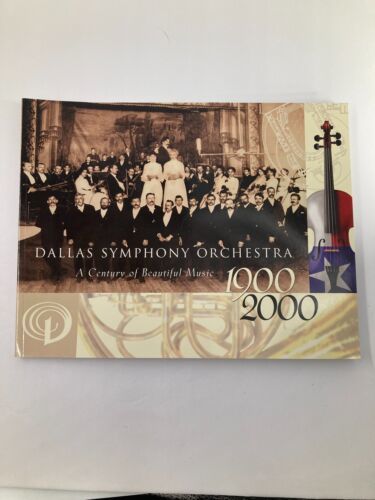 DALLAS SYMPHONY ORCHESTRA
A Century of Beautiful Music
1900
2000